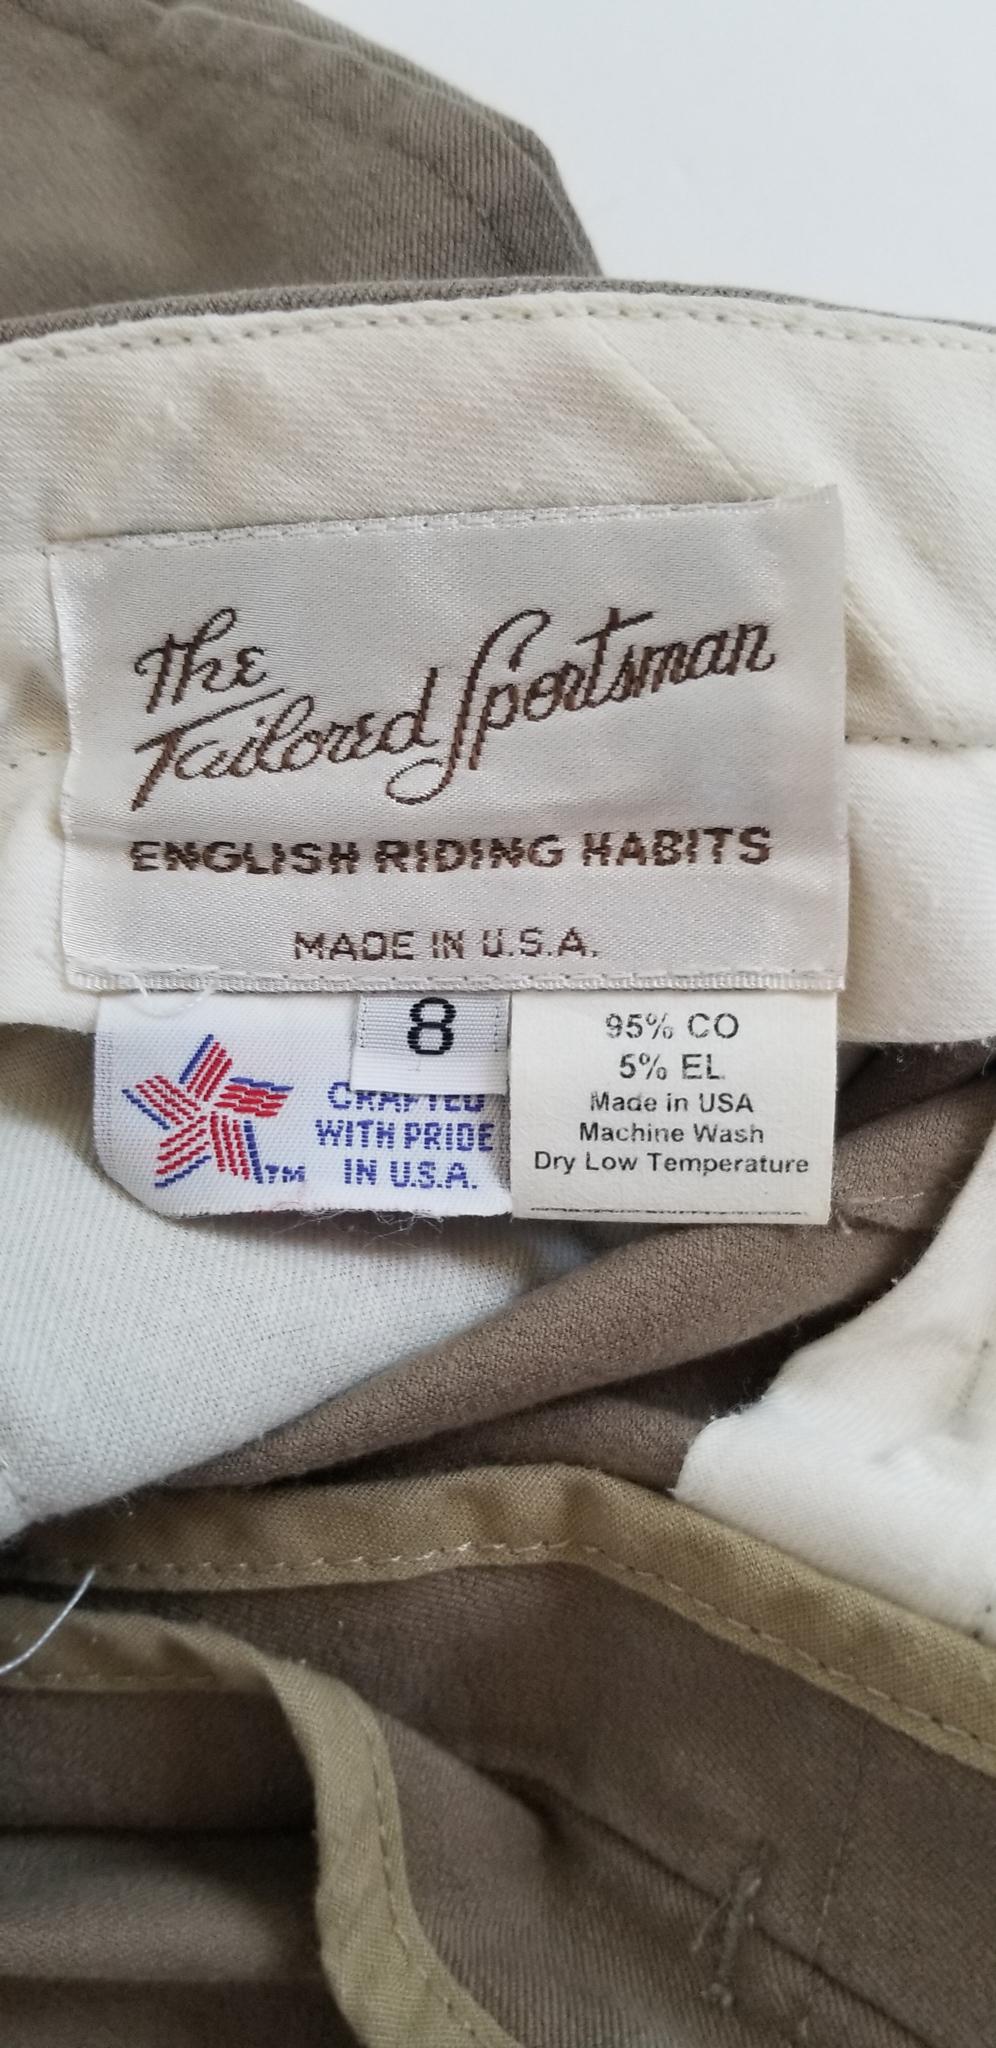 The
Tailored Sportsman
ENGLISH RIDING HABITS
MADE IN U.S.A.
8
TM
CRAFTED
WITH PRIDE
IN U.S.A.
95% CO
5% EL
Made in USA
Machine Wash
Dry Low Temperature